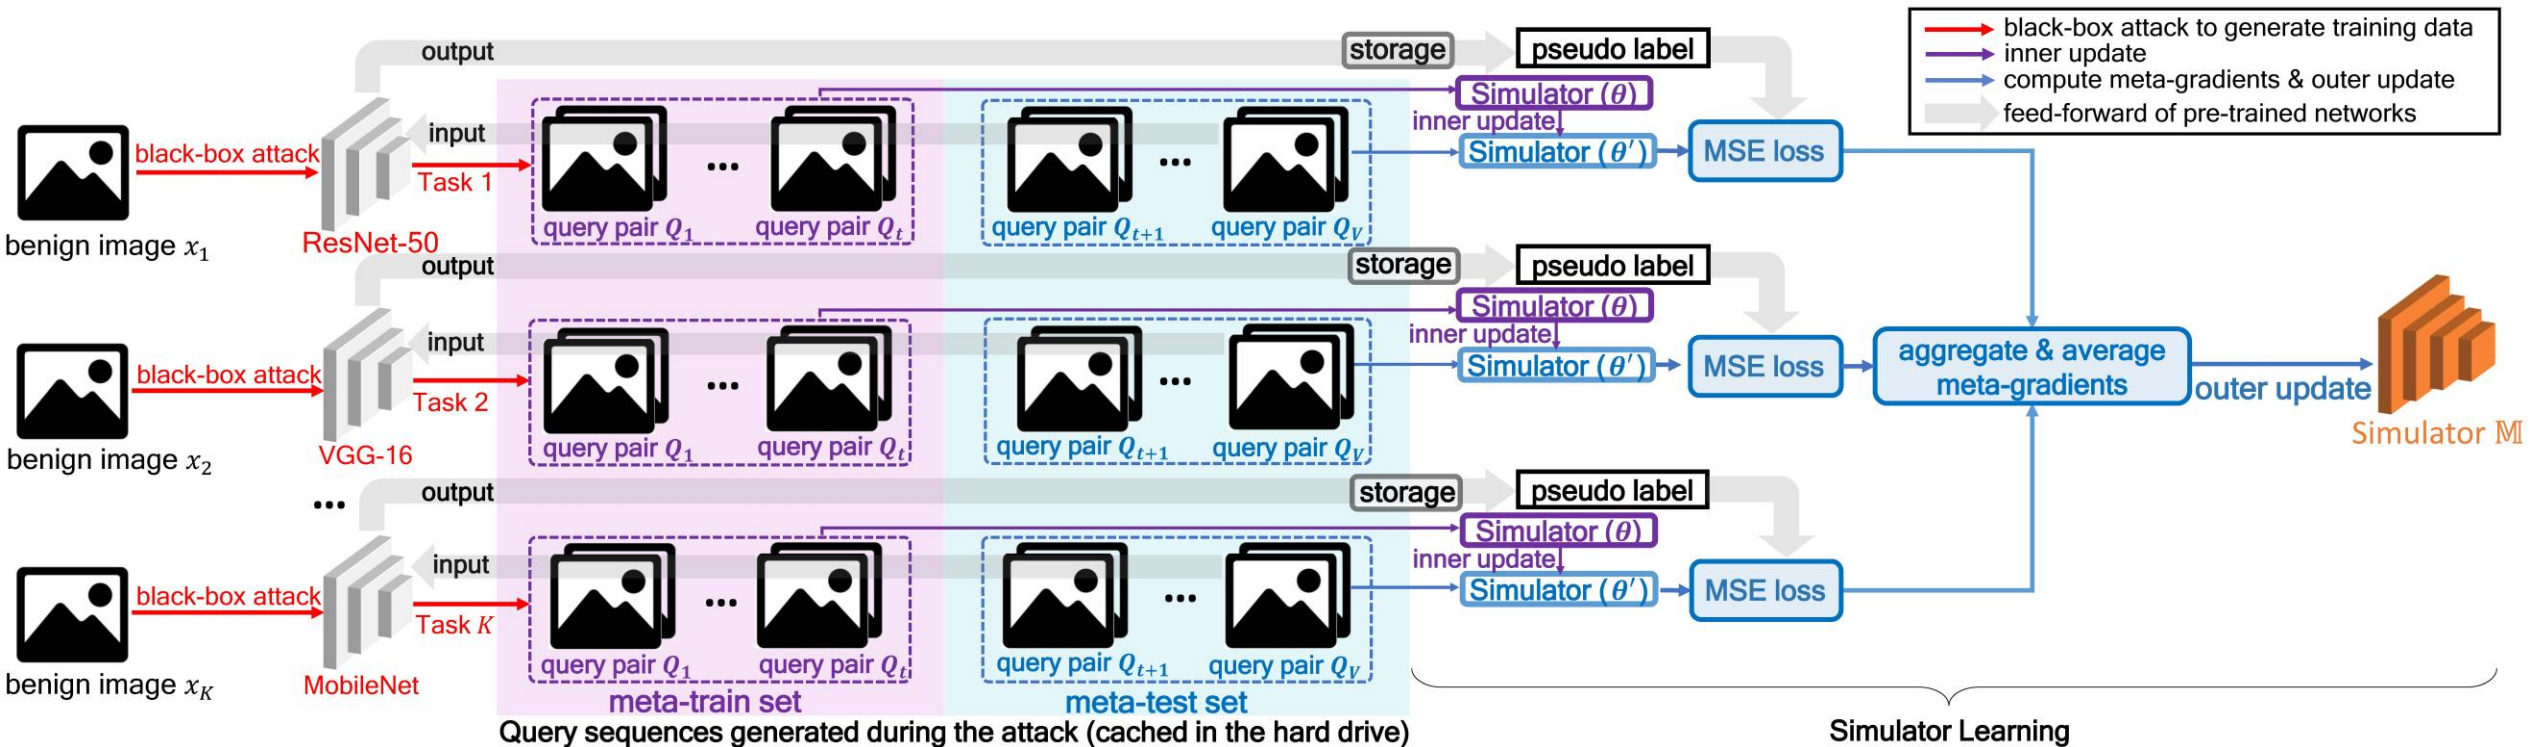 black-box attack to generate training data
inner update
compute meta-gradients & outer update
feed-forward of pre-trained networks
output
storage
pseudo label
Simulator (θ)
input
inner update
black-box attack
Task 1
Simulator (θ′)
MSE loss
query pair Q₁
query pair Qₜ
query pair Qₜ₊₁
query pair Q_V
benign image x₁
ResNet-50
output
storage
pseudo label
Simulator (θ)
input
inner update
black-box attack
Task 2
Simulator (θ′)
MSE loss
aggregate & average
meta-gradients
outer update
Simulator 𝕄
query pair Q₁
query pair Qₜ
query pair Qₜ₊₁
query pair Q_V
benign image x₂
VGG-16
...
output
storage
pseudo label
Simulator (θ)
input
inner update
black-box attack
Task K
Simulator (θ′)
MSE loss
query pair Q₁
query pair Qₜ
query pair Qₜ₊₁
query pair Q_V
benign image x_K
MobileNet
meta-train set
meta-test set
Query sequences generated during the attack (cached in the hard drive)
Simulator Learning